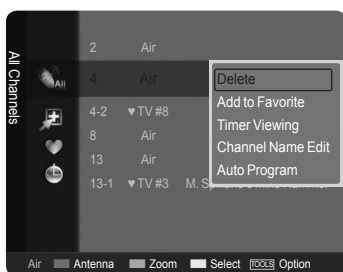 All Channels
2 Air
All
4 Air
Delete
Add to Favorite
Timer Viewing
Channel Name Edit
Auto Program
4-2 ♥ TV #8
8 Air
13 Air
13-1 ♥ TV #3 M. S
Air Antenna Zoom Select TOOLS Option